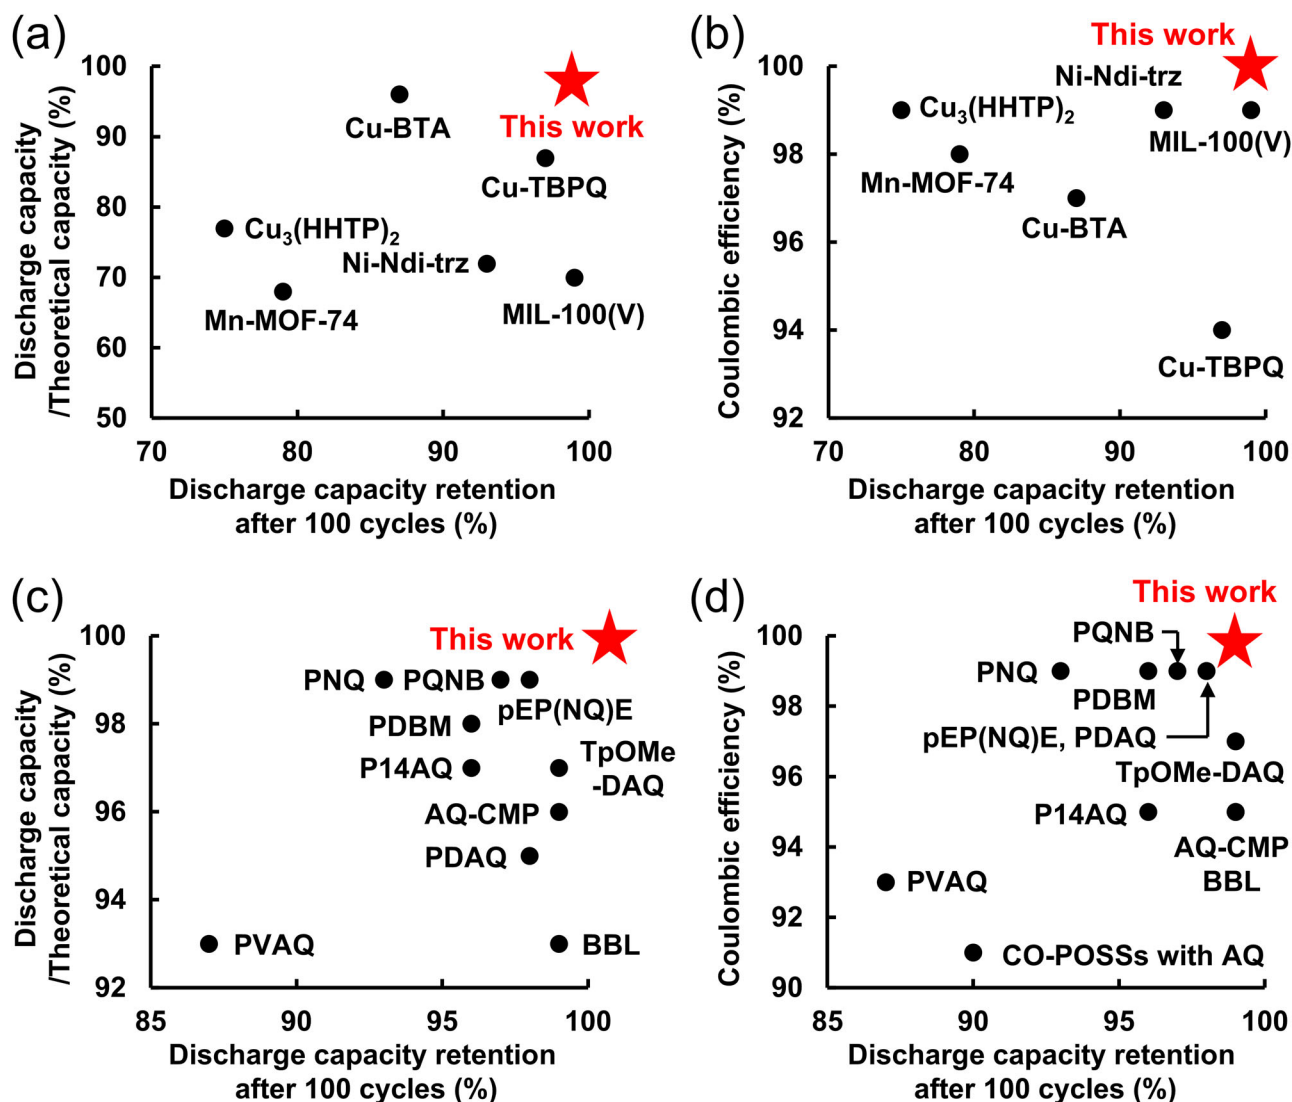 (a)
Discharge capacity
/Theoretical capacity (%)
100
90
80
70
60
50
70
80
90
100
Cu-BTA
This work
Cu-TBPQ
Cu₃(HHTP)₂
Ni-Ndi-trz
Mn-MOF-74
MIL-100(V)
Discharge capacity retention
after 100 cycles (%)
(b)
Coulombic efficiency (%)
100
98
96
94
92
70
80
90
100
This work
Ni-Ndi-trz
Cu₃(HHTP)₂
MIL-100(V)
Mn-MOF-74
Cu-BTA
Cu-TBPQ
Discharge capacity retention
after 100 cycles (%)
(c)
Discharge capacity
/Theoretical capacity (%)
100
98
96
94
92
85
90
95
100
This work
PNQ
PQNB
pEP(NQ)E
PDBM
TpOMe
-DAQ
P14AQ
AQ-CMP
PDAQ
PVAQ
BBL
Discharge capacity retention
after 100 cycles (%)
(d)
Coulombic efficiency (%)
100
98
96
94
92
90
85
90
95
100
This work
PQNB
PNQ
PDBM
pEP(NQ)E, PDAQ
TpOMe-DAQ
P14AQ
AQ-CMP
BBL
PVAQ
CO-POSSs with AQ
Discharge capacity retention
after 100 cycles (%)